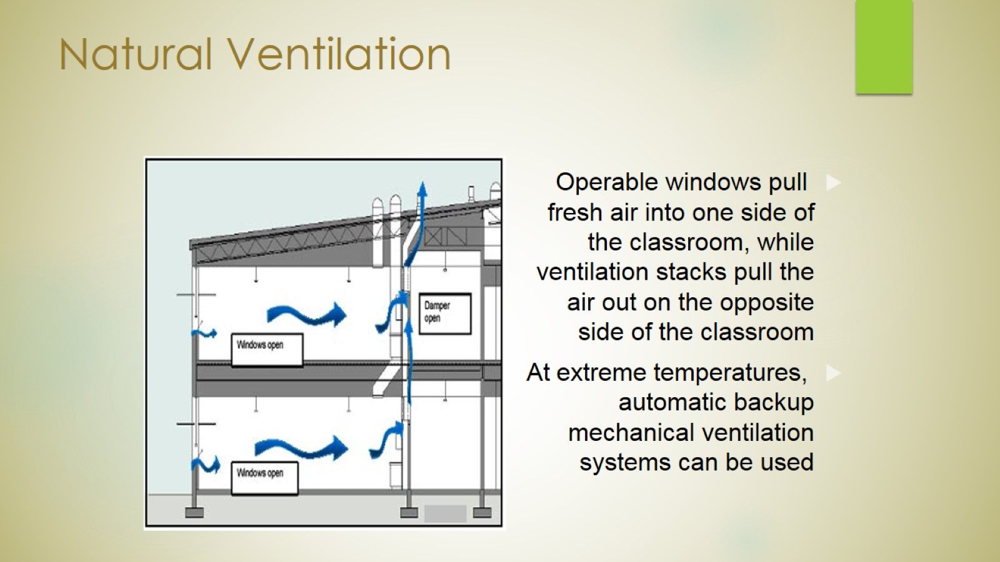 Natural Ventilation
Operable windows pull
fresh air into one side of
the classroom, while
ventilation stacks pull the
air out on the opposite
side of the classroom
At extreme temperatures,
automatic backup
mechanical ventilation
systems can be used
Damper
open
Windows open
Windows open